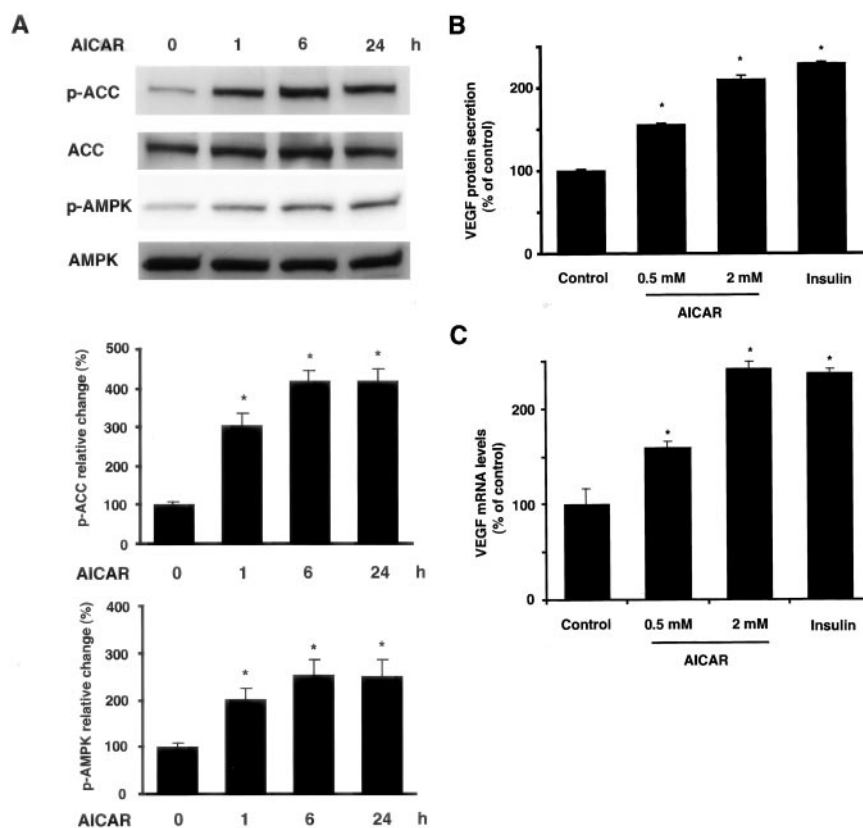 A
AICAR 0 1 6 24 h
p-ACC
ACC
p-AMPK
AMPK
p-ACC relative change (%)
500
400
300
200
100
0
AICAR 0 1 6 24 h
* * *
p-AMPK relative change (%)
400
300
200
100
0
AICAR 0 1 6 24 h
* * *
B
VEGF protein secretion
(% of control)
200
100
0
* * *
Control 0.5 mM 2 mM Insulin
AICAR
C
VEGF mRNA levels
(% of control)
200
100
0
* * *
Control 0.5 mM 2 mM Insulin
AICAR